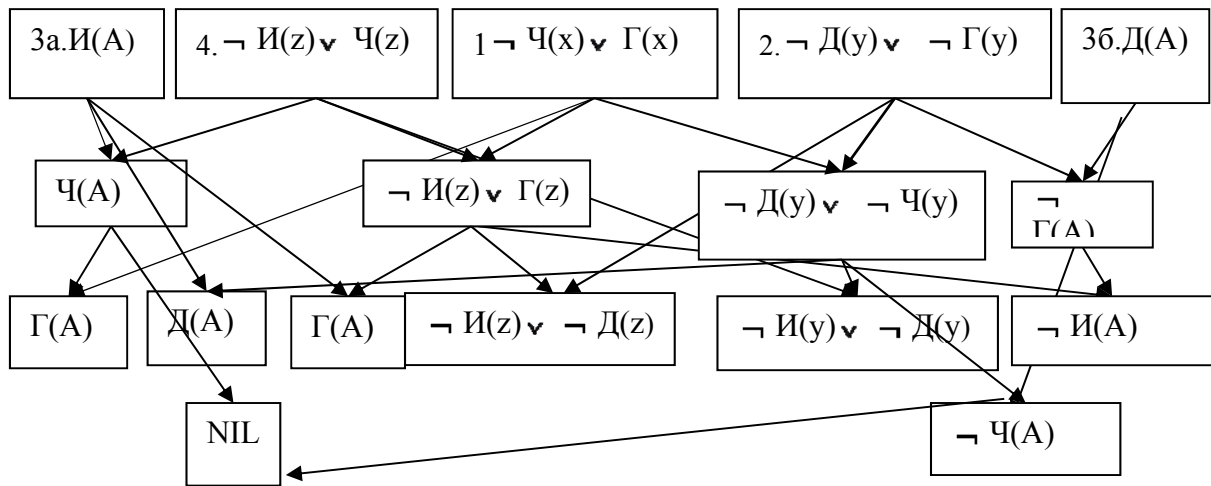 3а.И(А)
4. ¬ И(z) ∨ Ч(z)
1 ¬ Ч(x) ∨ Г(x)
2. ¬ Д(у) ∨ ¬ Г(у)
3б.Д(А)
Ч(А)
¬ И(z) ∨ Г(z)
¬ Д(у) ∨ ¬ Ч(у)
¬
Г(А)
Г(А)
Д(А)
Г(А)
¬ И(z) ∨ ¬ Д(z)
¬ И(у) ∨ ¬ Д(у)
¬ И(А)
NIL
¬ Ч(А)